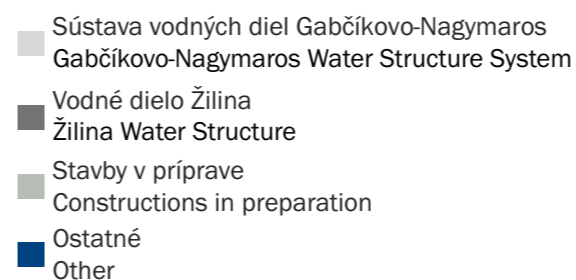 Sústava vodných diel Gabčíkovo-Nagymaros
Gabčíkovo-Nagymaros Water Structure System
Vodné dielo Žilina
Žilina Water Structure
Stavby v príprave
Constructions in preparation
Ostatné
Other